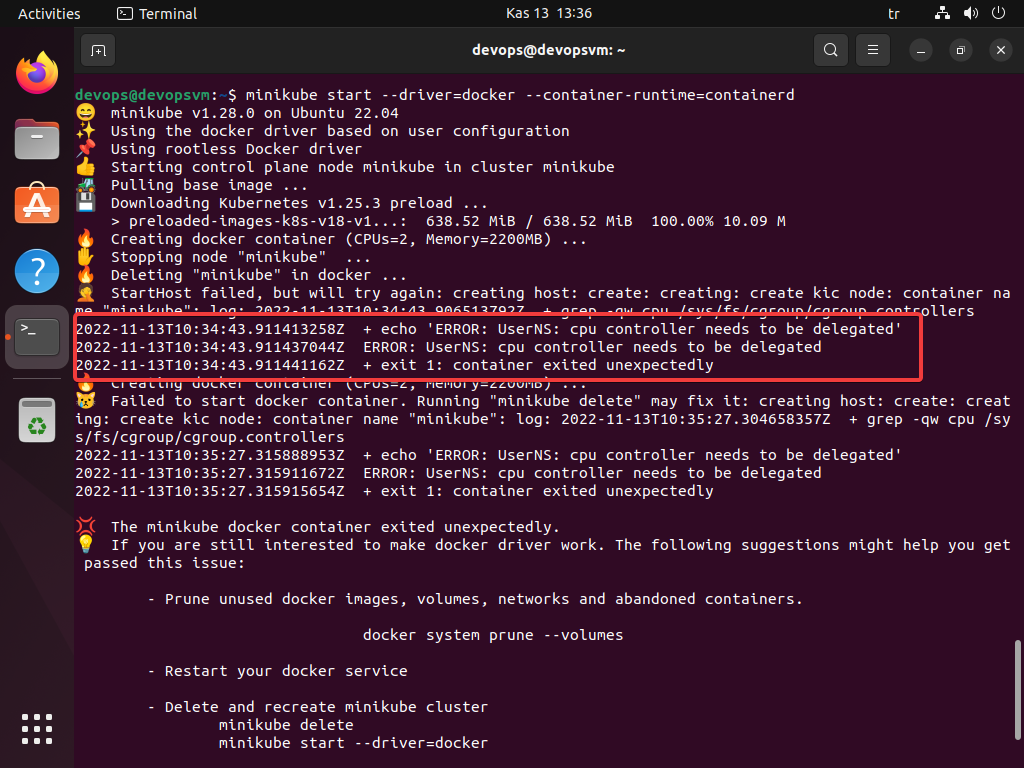 Activities
Terminal
Kas 13 13:36
tr
devops@devopsvm: ~
devops@devopsvm:~$ minikube start --driver=docker --container-runtime=containerd
minikube v1.28.0 on Ubuntu 22.04
Using the docker driver based on user configuration
Using rootless Docker driver
Starting control plane node minikube in cluster minikube
Pulling base image ...
Downloading Kubernetes v1.25.3 preload ...
> preloaded-images-k8s-v18-v1...: 638.52 MiB / 638.52 MiB 100.00% 10.09 M
Creating docker container (CPUs=2, Memory=2200MB) ...
Stopping node "minikube" ...
Deleting "minikube" in docker ...
StartHost failed, but will try again: creating host: create: creating: create kic node: container na
me "minikube": log: 2022-11-13T10:34:43.906513792Z + grep -qw cpu /sys/fs/cgroup/cgroup.controllers
2022-11-13T10:34:43.911413258Z + echo 'ERROR: UserNS: cpu controller needs to be delegated'
2022-11-13T10:34:43.911437044Z ERROR: UserNS: cpu controller needs to be delegated
2022-11-13T10:34:43.911441162Z + exit 1: container exited unexpectedly
Creating docker container (CPUs=2, Memory=2200MB) ...
Failed to start docker container. Running "minikube delete" may fix it: creating host: create: creat
ing: create kic node: container name "minikube": log: 2022-11-13T10:35:27.304658357Z + grep -qw cpu /sy
s/fs/cgroup/cgroup.controllers
2022-11-13T10:35:27.315888953Z + echo 'ERROR: UserNS: cpu controller needs to be delegated'
2022-11-13T10:35:27.315911672Z ERROR: UserNS: cpu controller needs to be delegated
2022-11-13T10:35:27.315915654Z + exit 1: container exited unexpectedly
The minikube docker container exited unexpectedly.
If you are still interested to make docker driver work. The following suggestions might help you get
passed this issue:
- Prune unused docker images, volumes, networks and abandoned containers.
docker system prune --volumes
- Restart your docker service
- Delete and recreate minikube cluster
minikube delete
minikube start --driver=docker